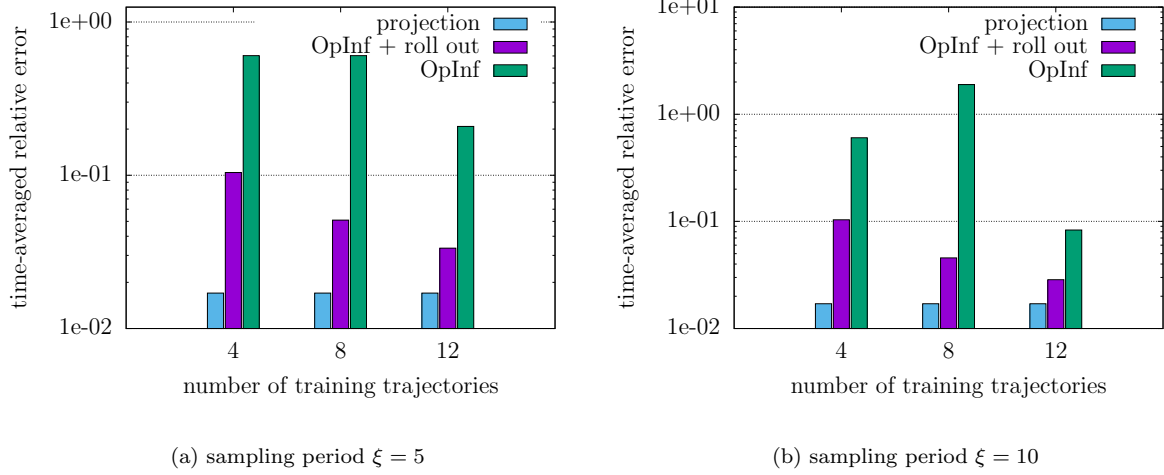 time-averaged relative error
1e+00
1e-01
1e-02
projection
OpInf + roll out
OpInf
4 8 12
number of training trajectories
(a) sampling period ξ = 5
time-averaged relative error
1e+01
1e+00
1e-01
1e-02
projection
OpInf + roll out
OpInf
4 8 12
number of training trajectories
(b) sampling period ξ = 10